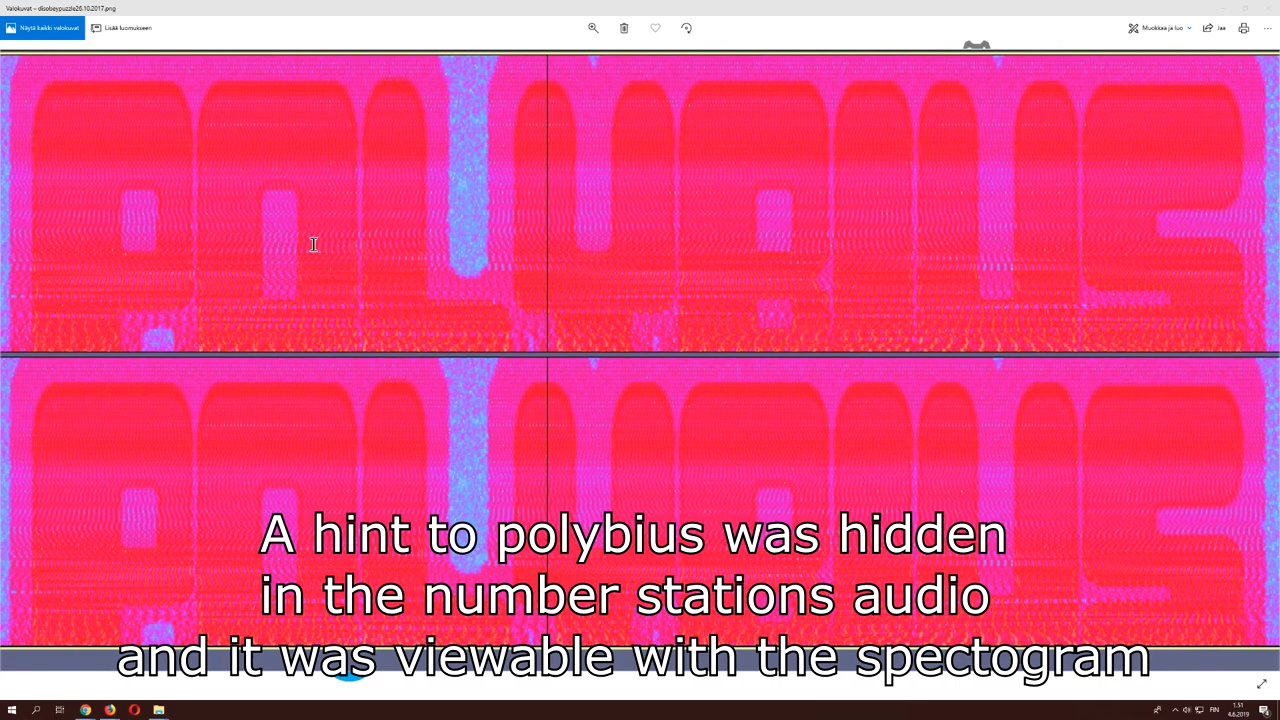 Valokuvat – disobeypuzzle26.10.2017.png
Näytä kaikki valokuvat
Lisää luomukseen
Muokkaa ja luo
Jaa
POLYBIUS
A hint to polybius was hidden
in the number stations audio
and it was viewable with the spectogram
FIN
1.51
4.6.2019